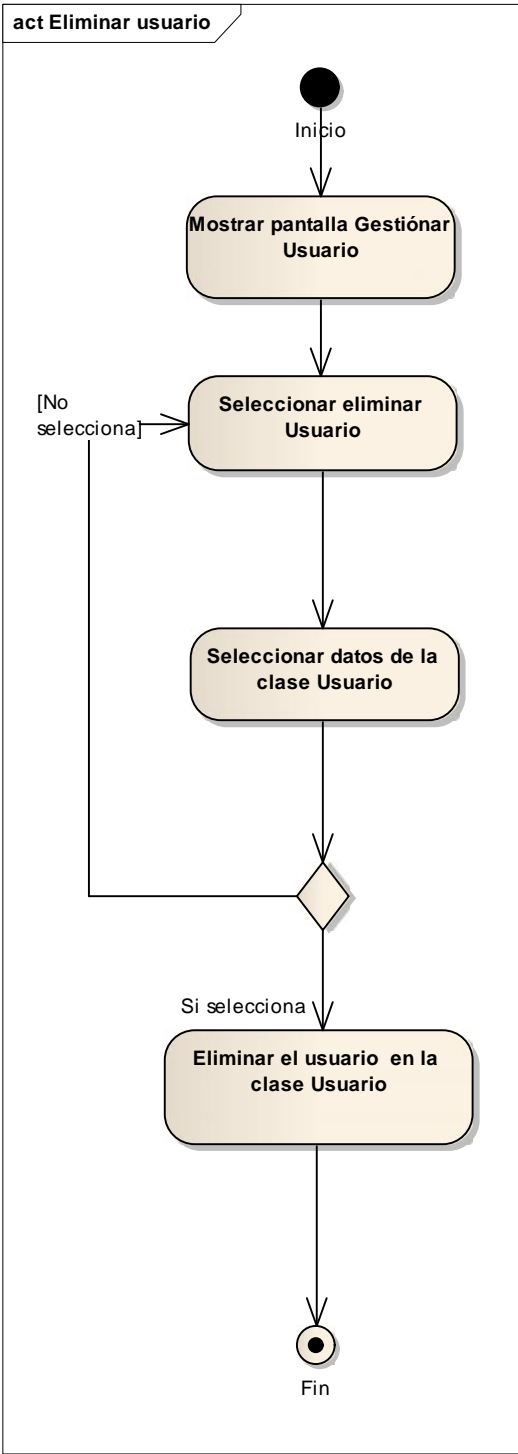 act Eliminar usuario
Inicio
Mostrar pantalla Gestiónar
Usuario
[No
selecciona]
Seleccionar eliminar
Usuario
Seleccionar datos de la
clase Usuario
Si selecciona
Eliminar el usuario en la
clase Usuario
Fin